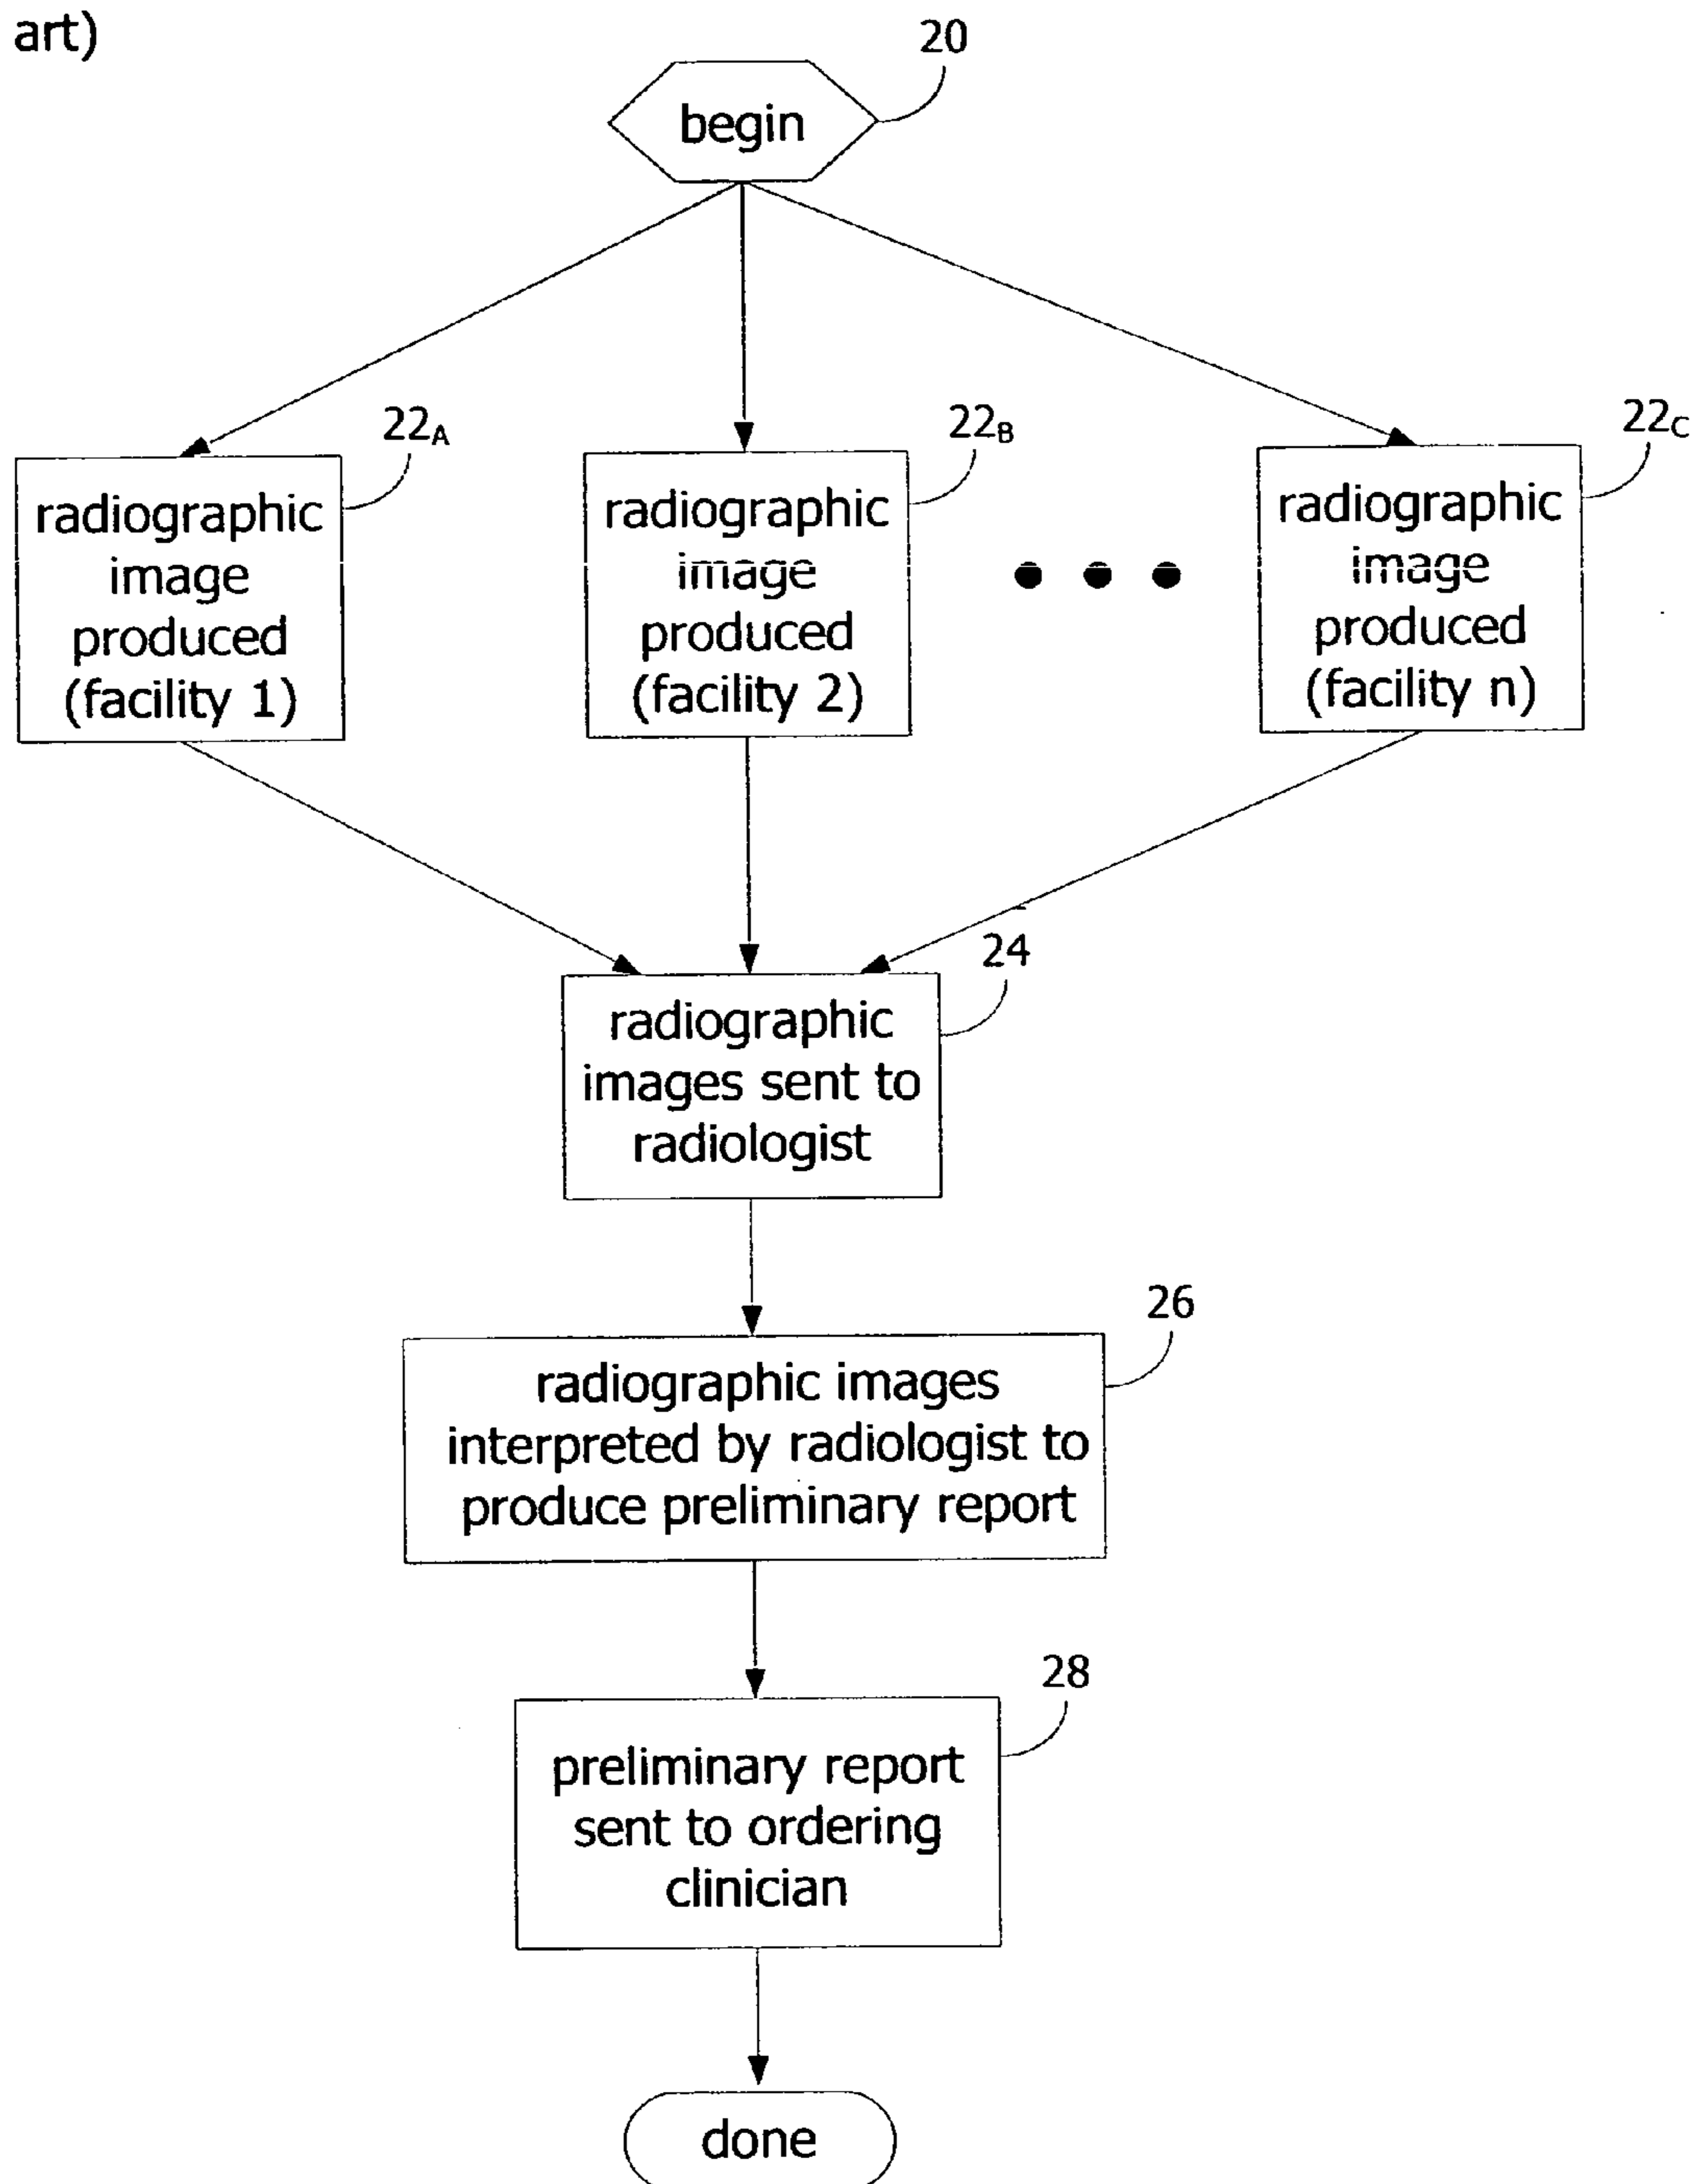 art)
20
begin
22A
22B
22C
radiographic
image
produced
(facility 1)
radiographic
image
produced
(facility 2)
radiographic
image
produced
(facility n)
24
radiographic
images sent to
radiologist
26
radiographic images
interpreted by radiologist to
produce preliminary report
28
preliminary report
sent to ordering
clinician
done